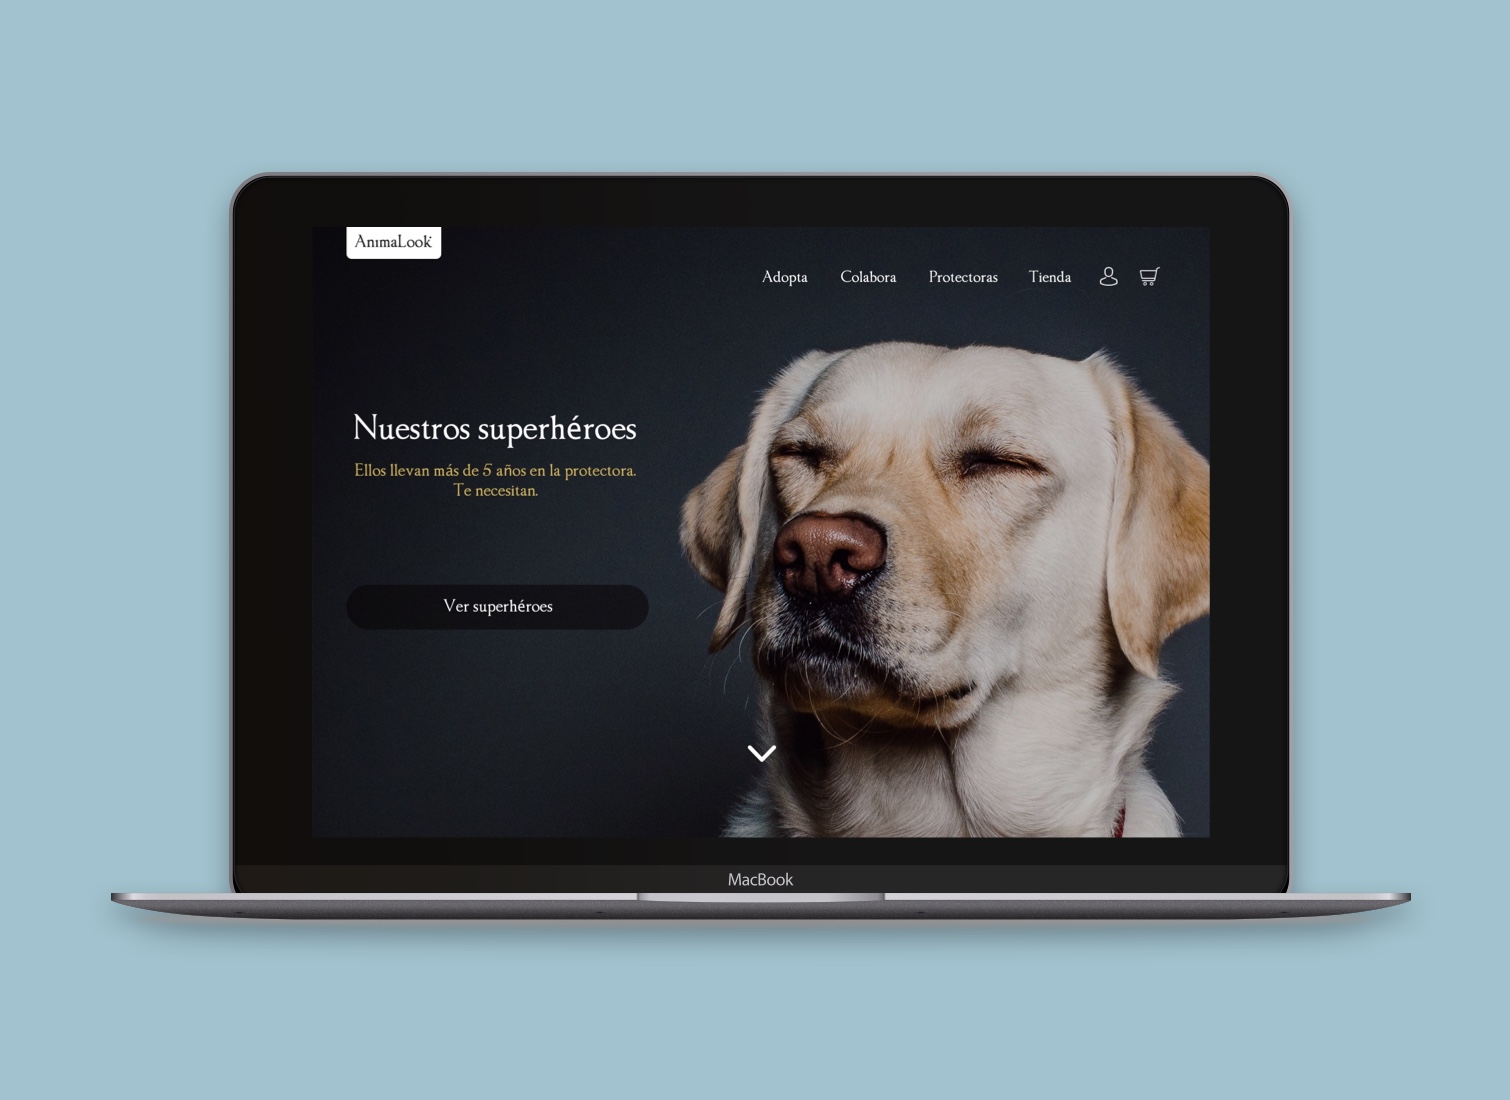 AnimaLook
Adopta Colabora Protectoras Tienda
Nuestros superhéroes
Ellos llevan más de 5 años en la protectora.
Te necesitan.
Ver superhéroes
MacBook